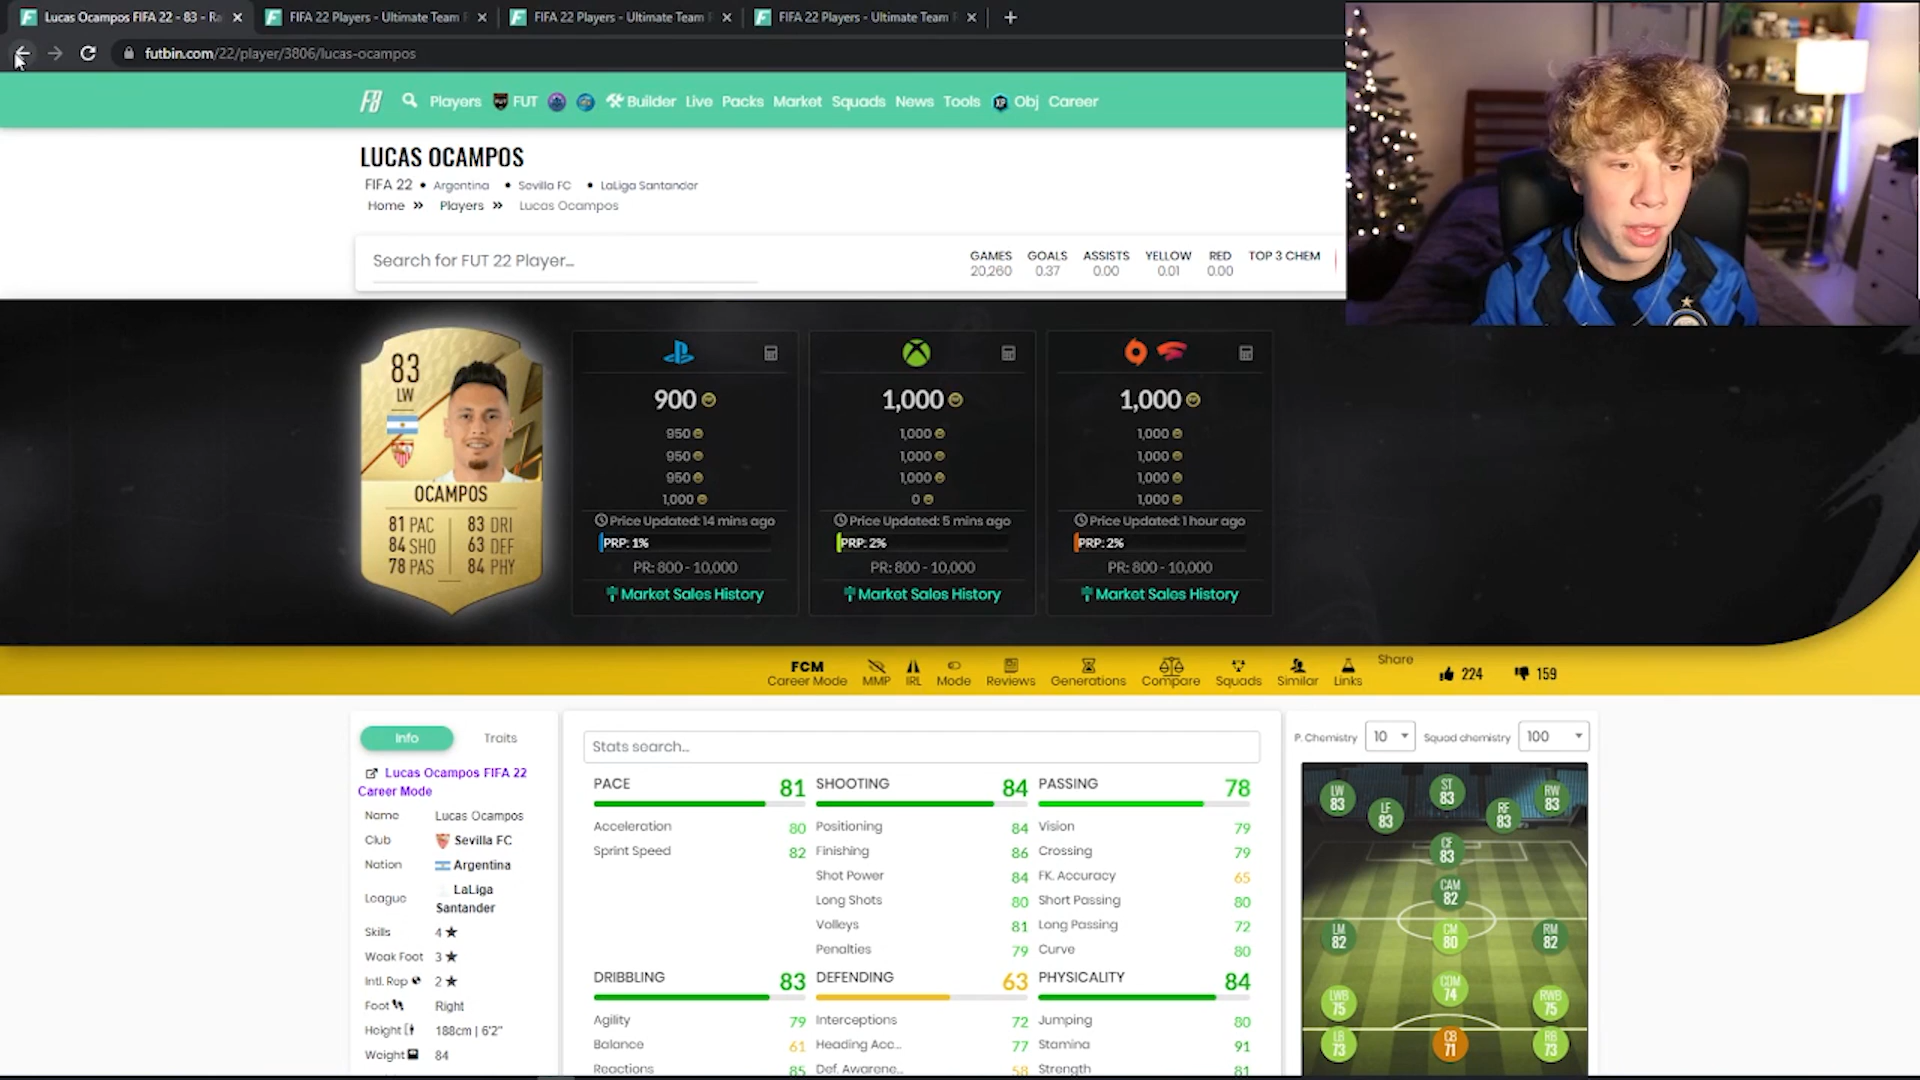 Lucas Ocampos FIFA 22 - 83 - Ra
FIFA 22 Players - Ultimate Team
FIFA 22 Players - Ultimate Team
FIFA 22 Players - Ultimate Team
futbin.com/22/player/3806/lucas-ocampos
Players FUT Builder Live Packs Market Squads News Tools Obj Career
LUCAS OCAMPOS
FIFA 22 • Argentina • Sevilla FC • LaLiga Santander
Home » Players » Lucas Ocampos
Search for FUT 22 Player...
GAMES GOALS ASSISTS YELLOW RED TOP 3 CHEM
20,260 0.37 0.00 0.01 0.00
83
LW
OCAMPOS
81 PAC 83 DRI
84 SHO 63 DEF
78 PAS 84 PHY
900
950
950
950
1,000
Price Updated: 14 mins ago
PRP: 1%
PR: 800 - 10,000
Market Sales History
1,000
1,000
1,000
1,000
0
Price Updated: 5 mins ago
PRP: 2%
PR: 800 - 10,000
Market Sales History
1,000
1,000
1,000
1,000
1,000
Price Updated: 1 hour ago
PRP: 2%
PR: 800 - 10,000
Market Sales History
FCM
Career Mode MMP IRL Mode Reviews Generations Compare Squads Similar Links
Share
224 159
Info Traits
Lucas Ocampos FIFA 22
Career Mode
Name Lucas Ocampos
Club Sevilla FC
Nation Argentina
League LaLiga
Santander
Skills 4
Weak Foot 3
Intl. Rep 2
Foot Right
Height 188cm | 6'2"
Weight 84
Stats search...
PACE 81
Acceleration 80
Sprint Speed 82
SHOOTING 84
Positioning 84
Finishing 86
Shot Power 84
Long Shots 80
Volleys 81
Penalties 79
PASSING 78
Vision 79
Crossing 79
FK. Accuracy 65
Short Passing 80
Long Passing 72
Curve 80
DRIBBLING 83
Agility 79
Balance 61
Reactions 85
DEFENDING 63
Interceptions 72
Heading Acc... 77
Def. Awarene... 58
PHYSICALITY 84
Jumping 80
Stamina 91
Strength 81
P. Chemistry 10 Squad chemistry 100
LW 83
ST 83
RW 83
LF 83
RF 83
CF 83
CAM 82
LM 82
CM 80
RM 82
LWB 75
CDM 74
RWB 75
LB 73
CB 71
RB 73